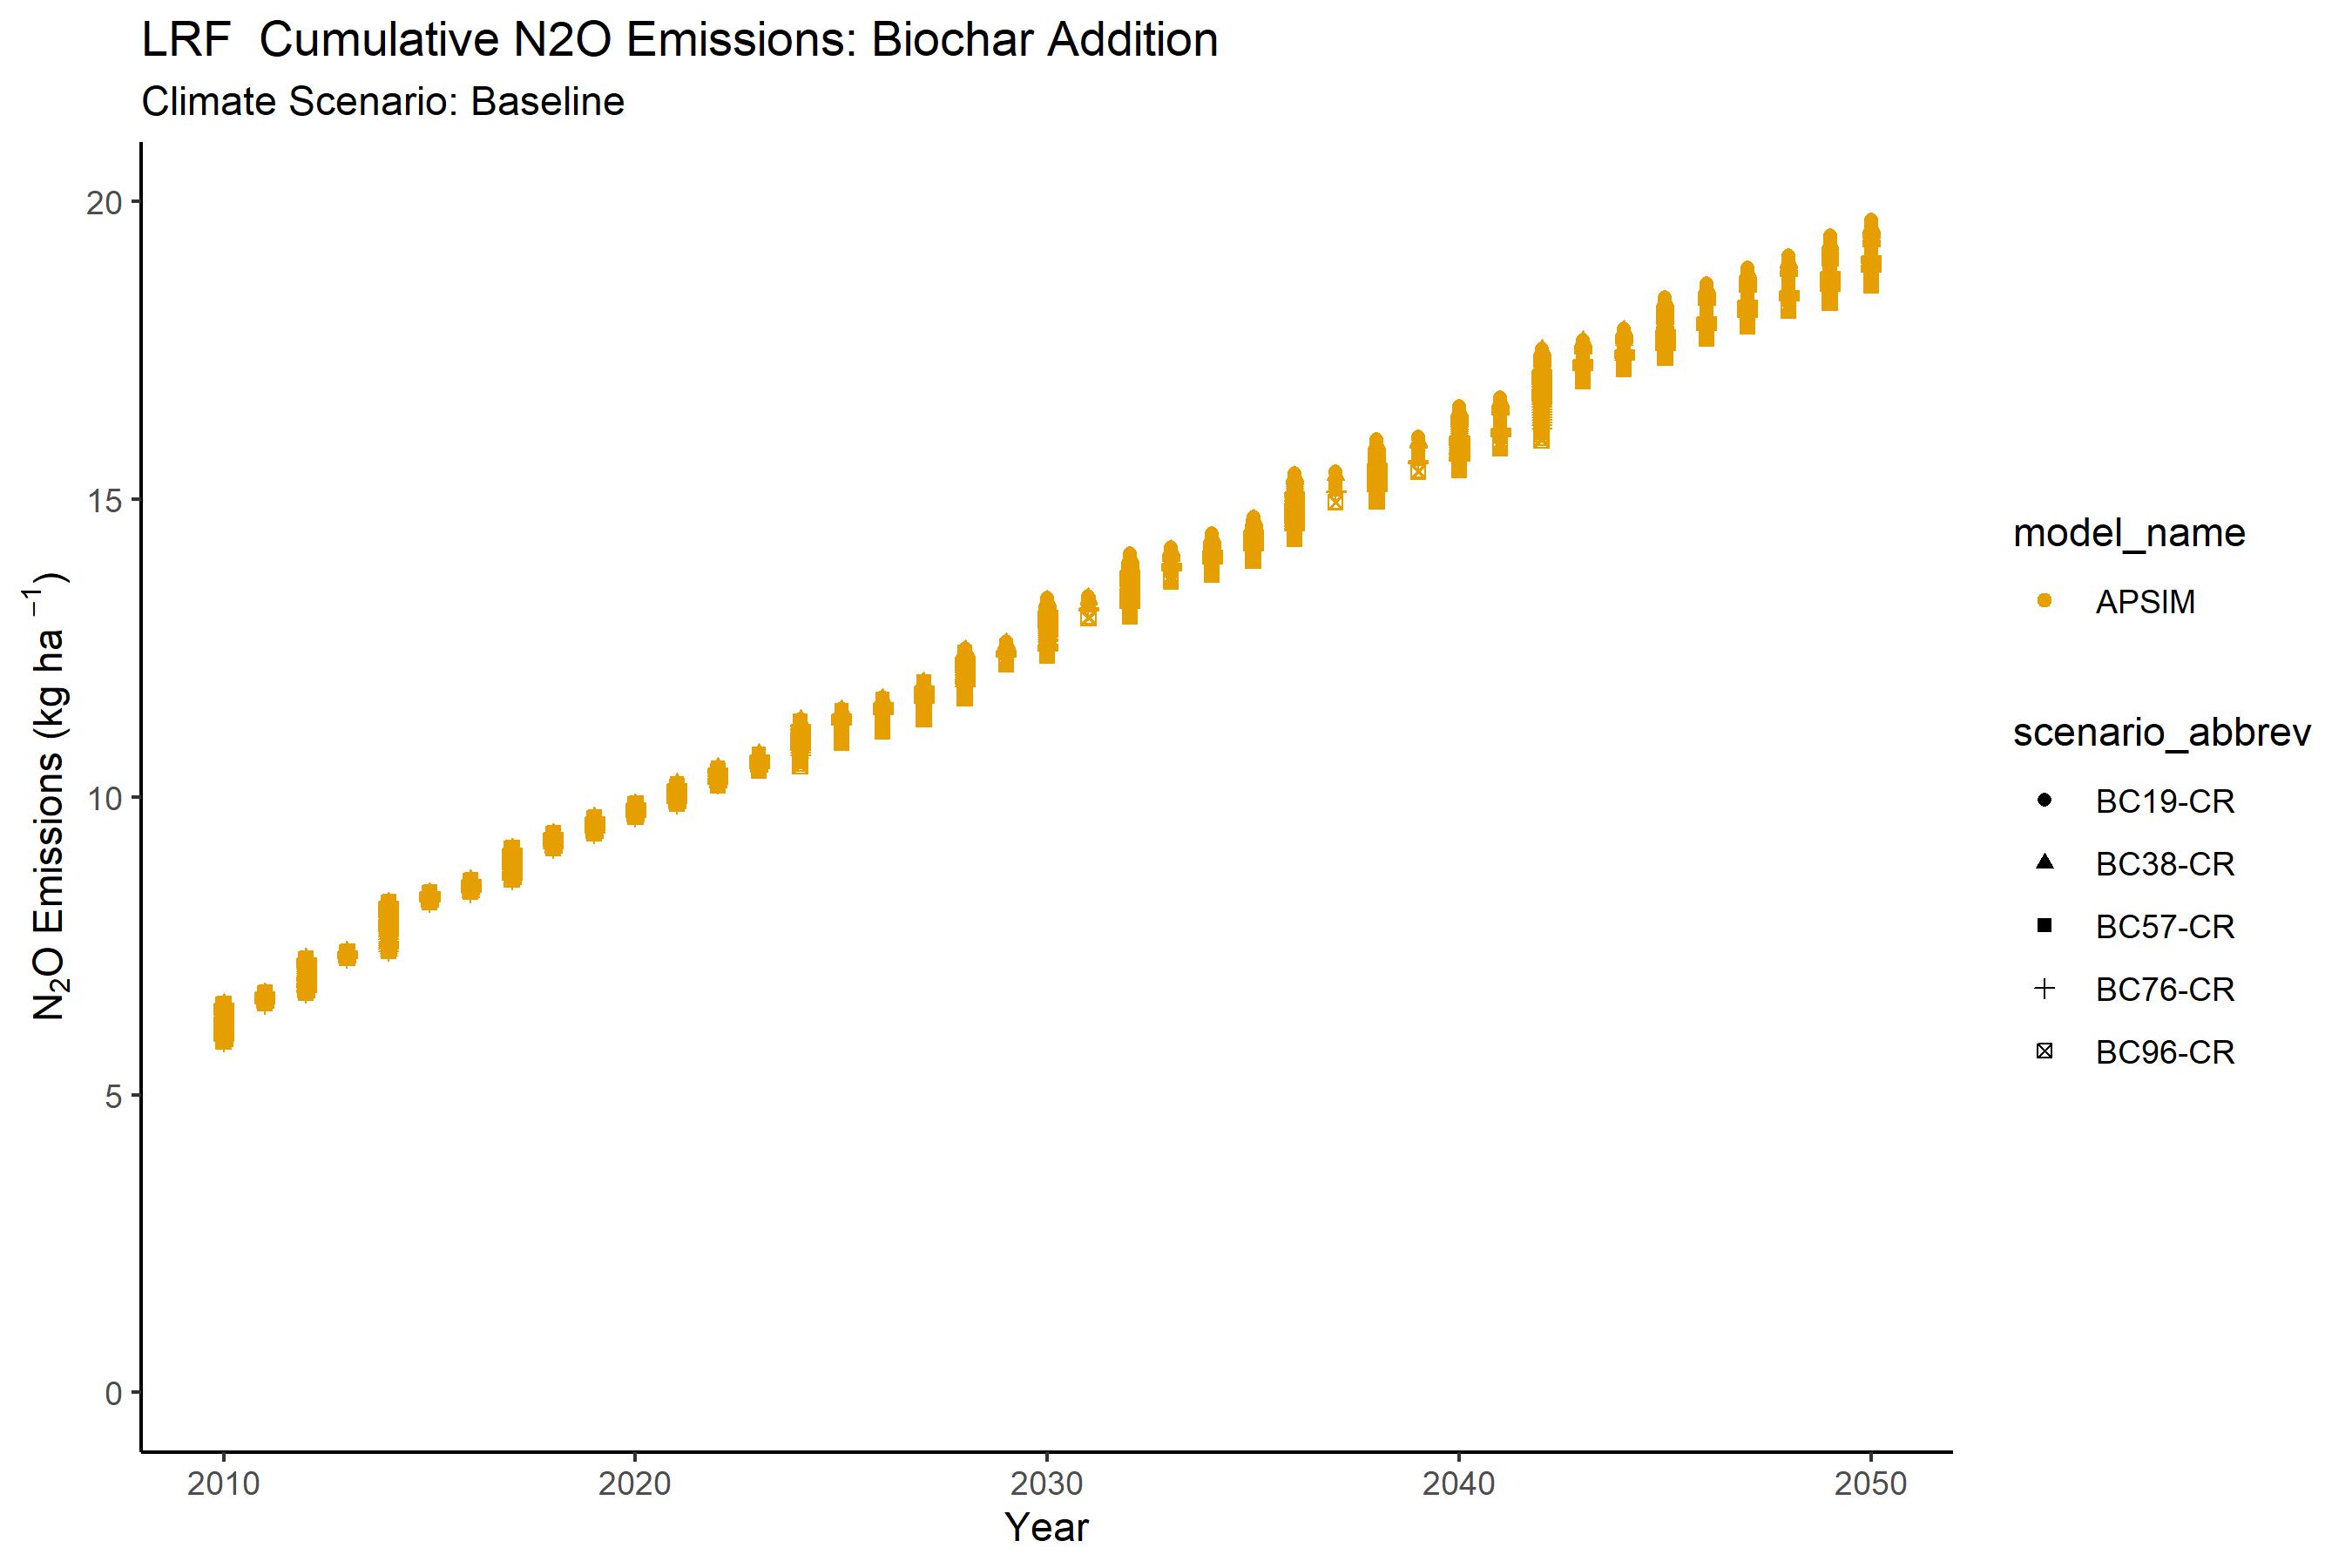 LRF  Cumulative N2O Emissions: Biochar Addition
Climate Scenario: Baseline
N₂O Emissions (kg ha ⁻¹)
20
15
10
5
0
2010
2020
2030
2040
2050
Year
model_name
APSIM
scenario_abbrev
BC19-CR
BC38-CR
BC57-CR
BC76-CR
BC96-CR